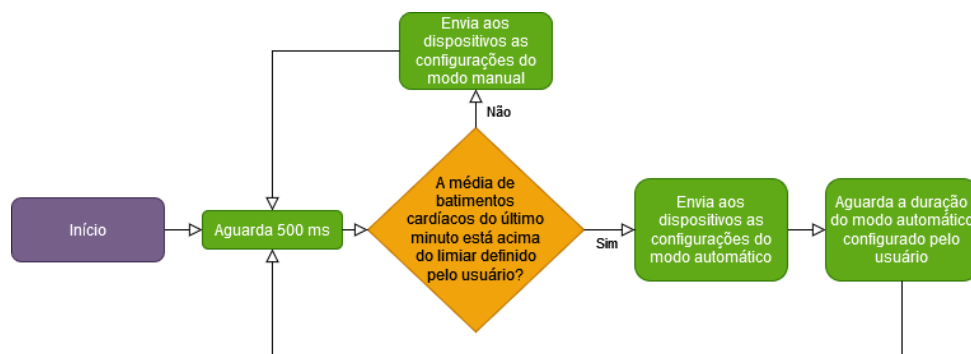 Envia aos
dispositivos as
configurações do
modo manual
Não
Início
Aguarda 500 ms
A média de
batimentos
cardíacos do último
minuto está acima
do limiar definido
pelo usuário?
Sim
Envia aos
dispositivos as
configurações do
modo automático
Aguarda a duração
do modo automático
configurado pelo
usuário